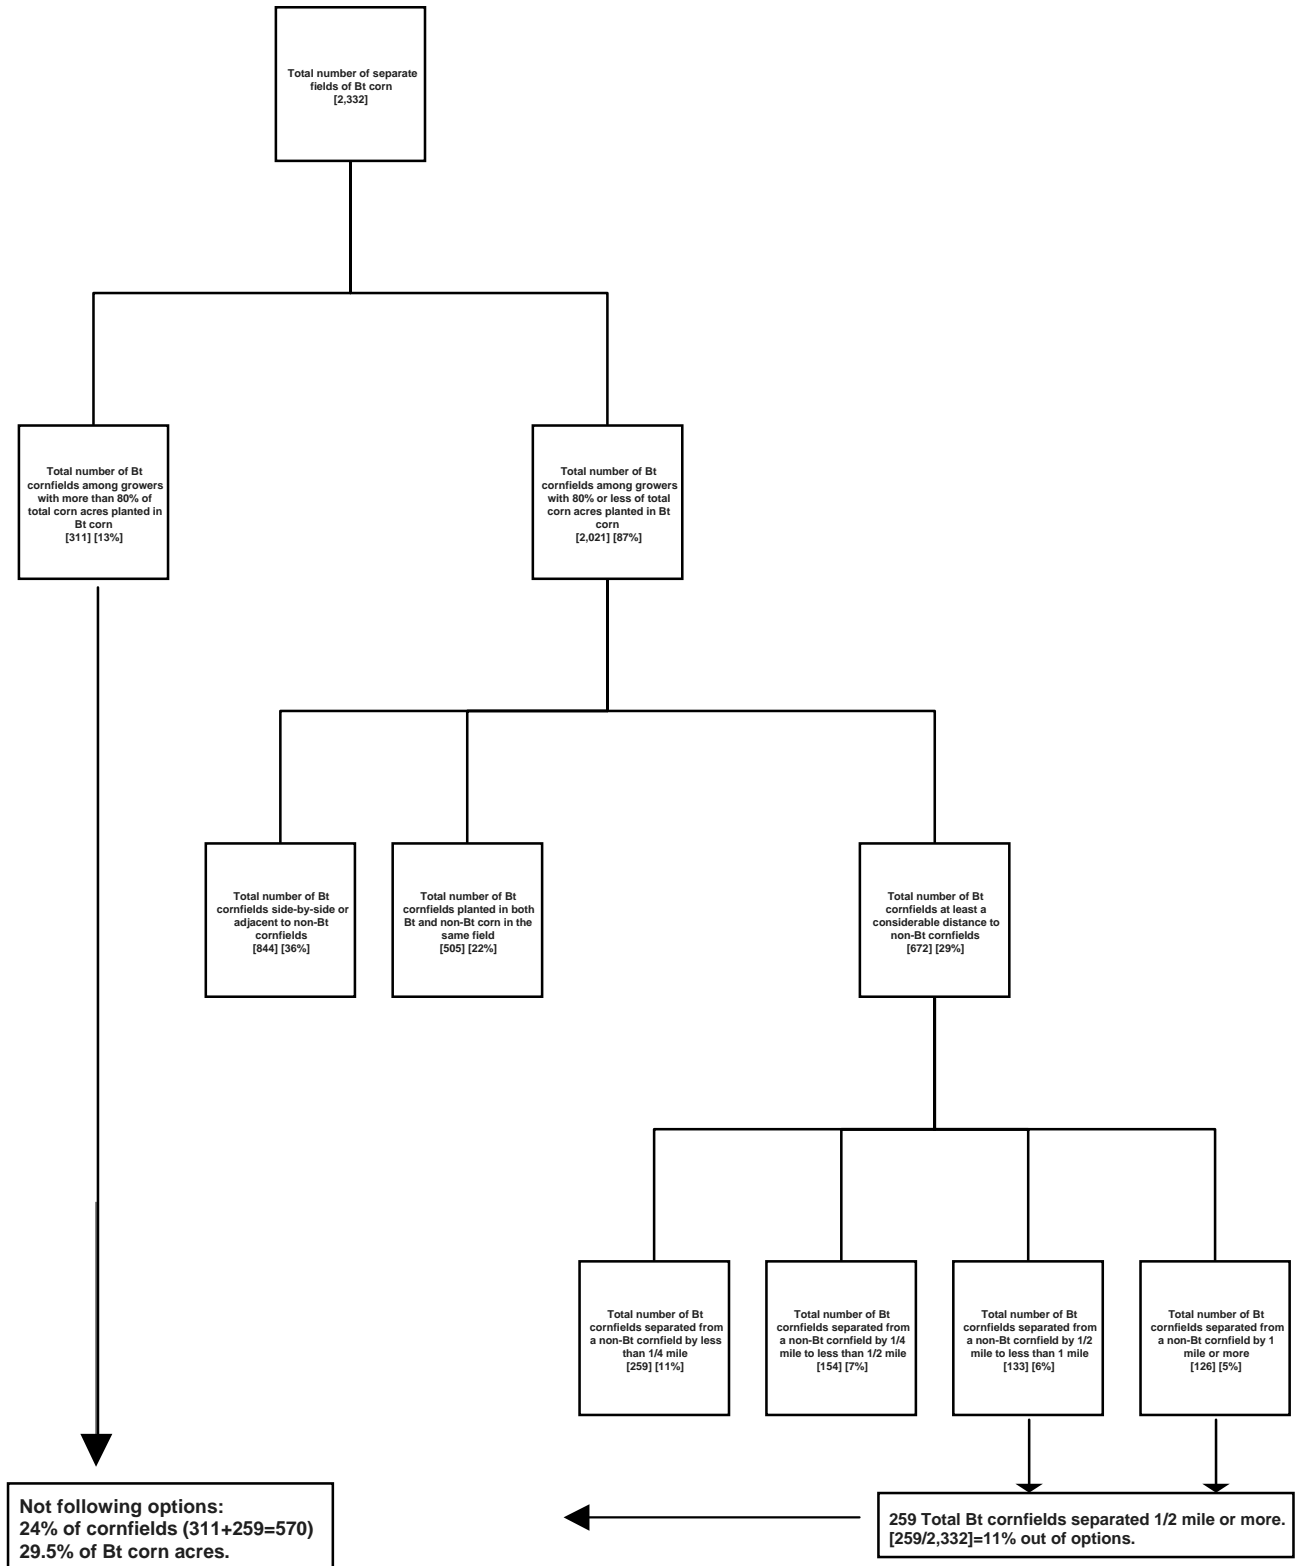 Total number of separate
fields of Bt corn
[2,332]
Total number of Bt
cornfields among growers
with more than 80% of
total corn acres planted in
Bt corn
[311] [13%]
Total number of Bt
cornfields among growers
with 80% or less of total
corn acres planted in Bt
corn
[2,021] [87%]
Total number of Bt
cornfields side-by-side or
adjacent to non-Bt
cornfields
[844] [36%]
Total number of Bt
cornfields planted in both
Bt and non-Bt corn in the
same field
[505] [22%]
Total number of Bt
cornfields at least a
considerable distance to
non-Bt cornfields
[672] [29%]
Total number of Bt
cornfields separated from
a non-Bt cornfield by less
than 1/4 mile
[259] [11%]
Total number of Bt
cornfields separated from
a non-Bt cornfield by 1/4
mile to less than 1/2 mile
[154] [7%]
Total number of Bt
cornfields separated from
a non-Bt cornfield by 1/2
mile to less than 1 mile
[133] [6%]
Total number of Bt
cornfields separated from
a non-Bt cornfield by 1
mile or more
[126] [5%]
Not following options:
24% of cornfields (311+259=570)
29.5% of Bt corn acres.
259 Total Bt cornfields separated 1/2 mile or more.
[259/2,332]=11% out of options.